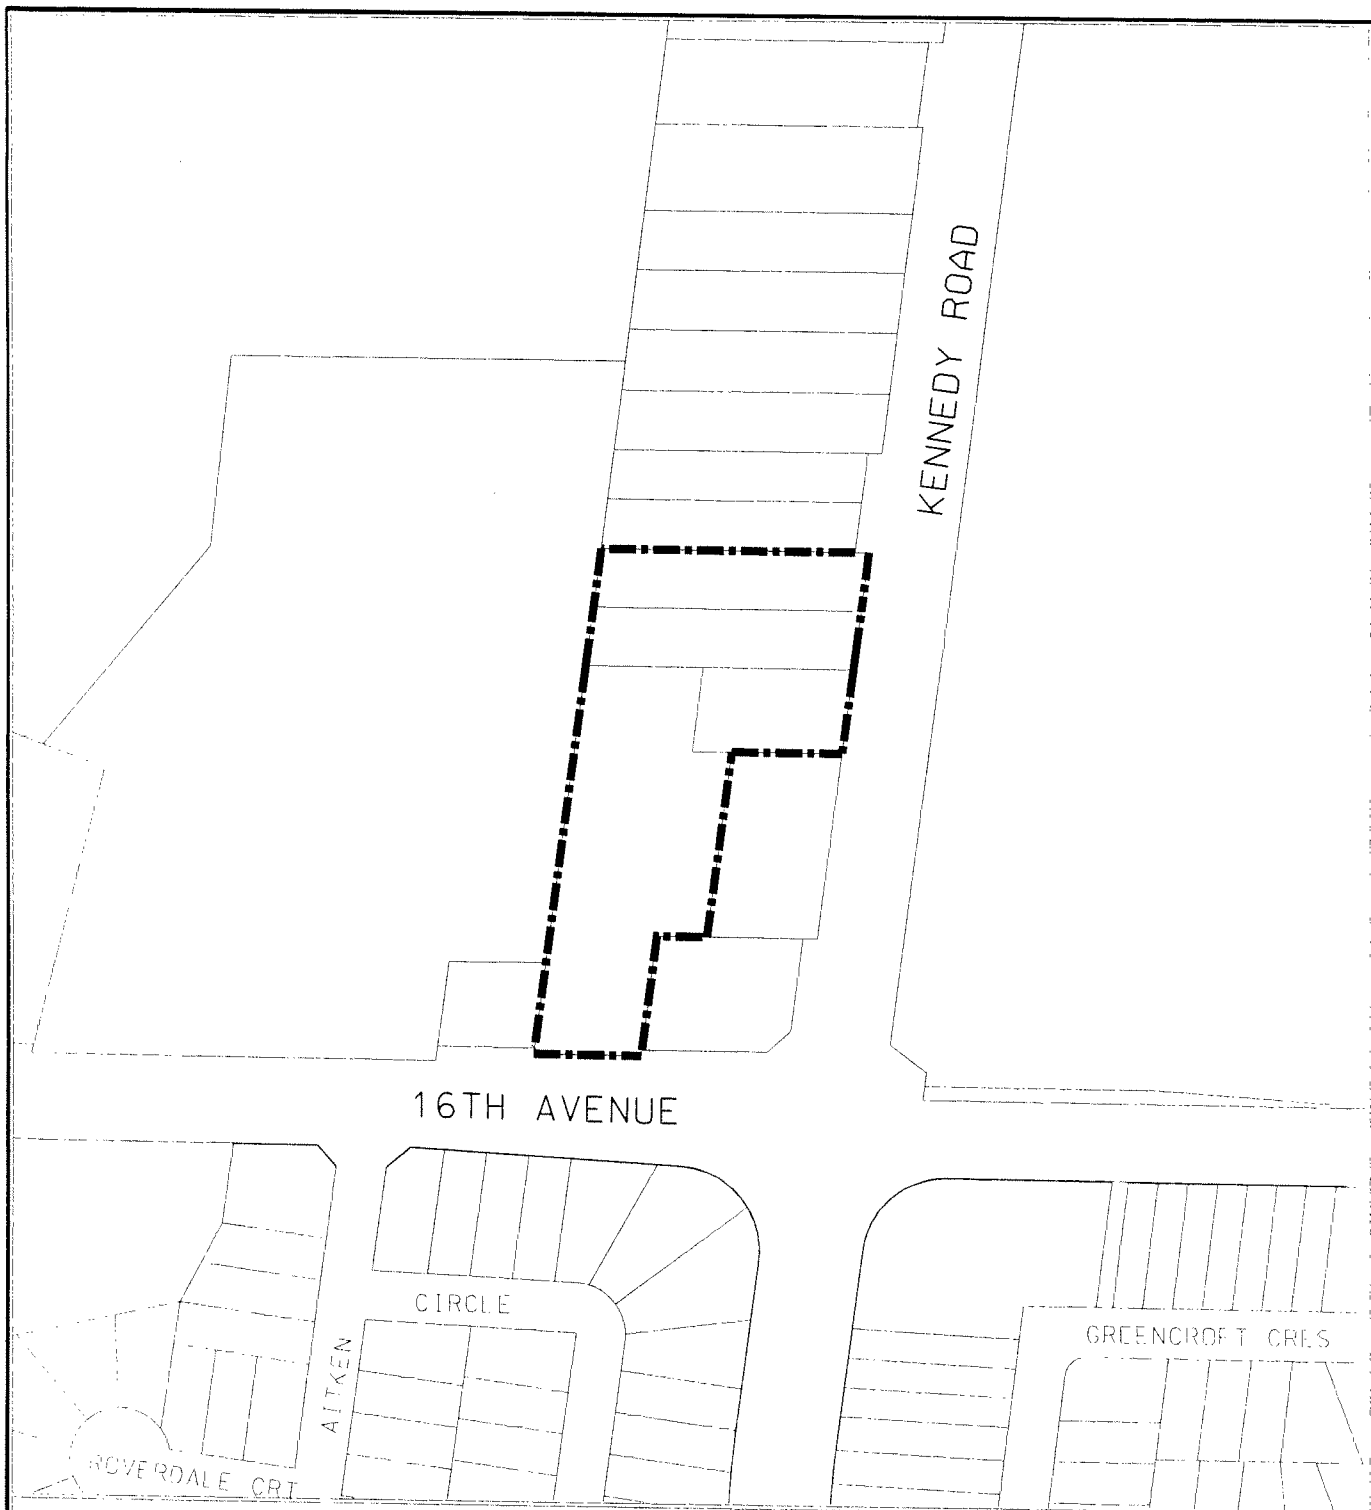 KENNEDY ROAD
16TH AVENUE
CIRCLE
AITKEN
GREENCROFT CRES
ROVERDALE CRT